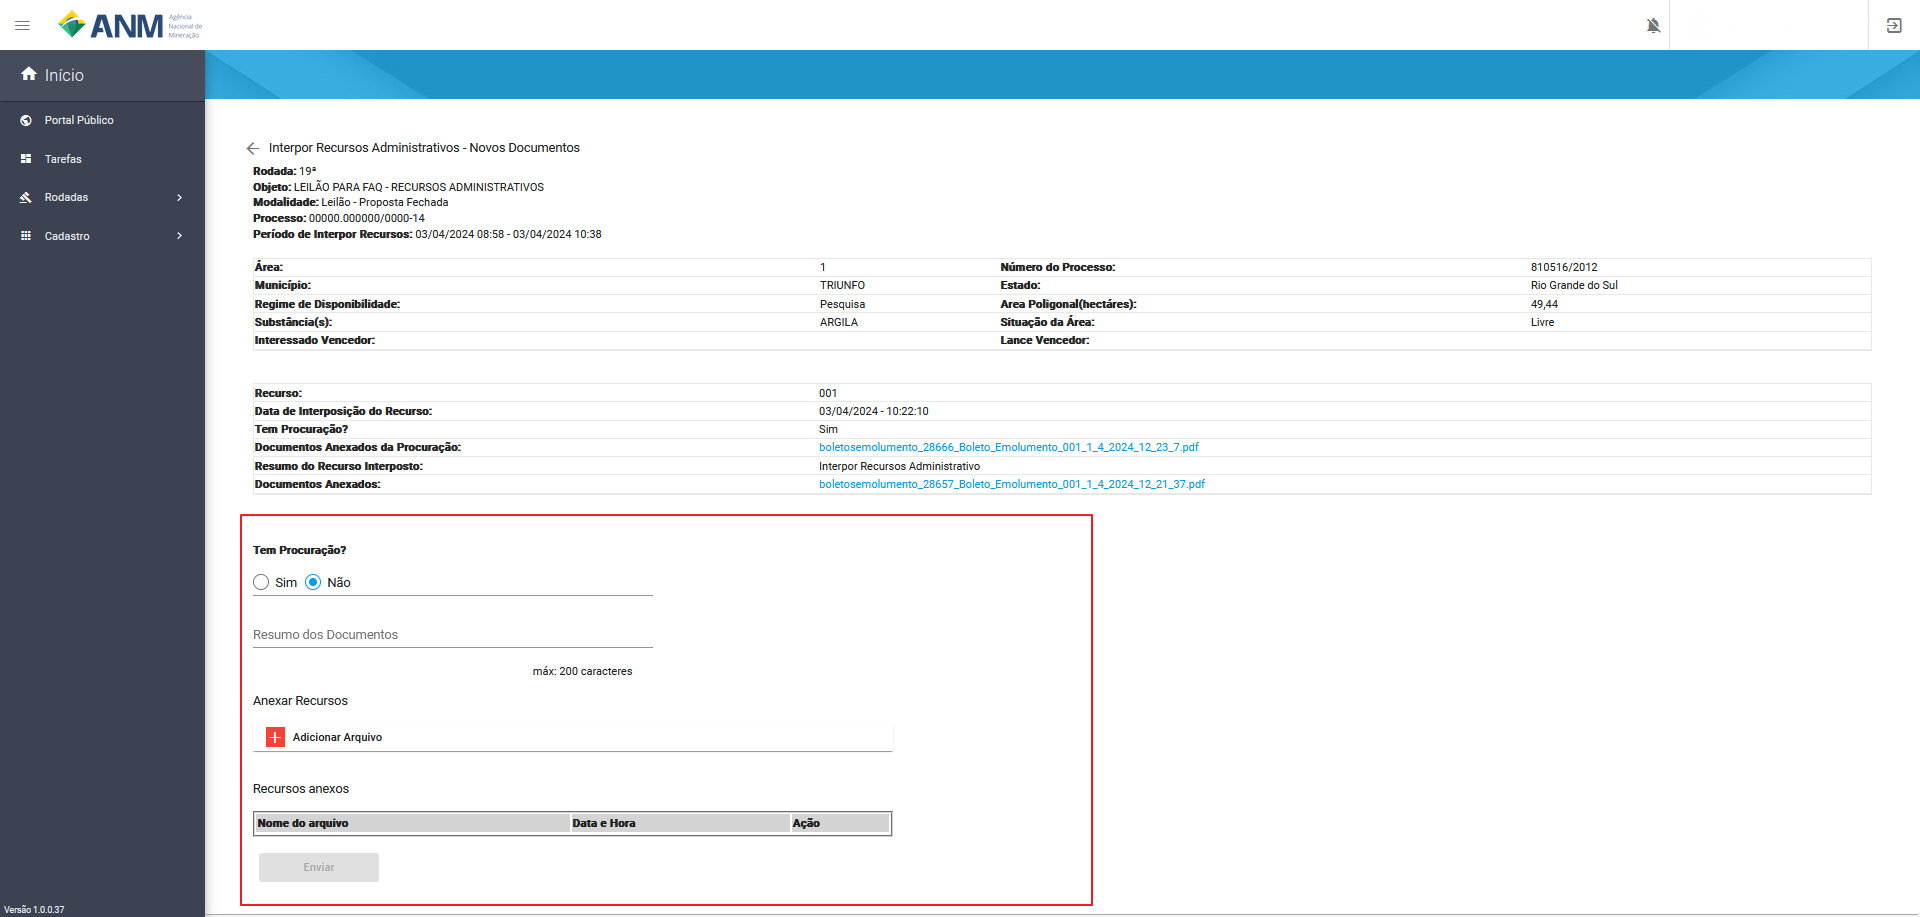 ANM Agência
Nacional de
Mineração
Início
Portal Público
Tarefas
Rodadas
Cadastro
Versão 1.0.0.37
Interpor Recursos Administrativos - Novos Documentos
Rodada: 19ª
Objeto: LEILÃO PARA FAQ - RECURSOS ADMINISTRATIVOS
Modalidade: Leilão - Proposta Fechada
Processo: 00000.000000/0000-14
Período de Interpor Recursos: 03/04/2024 08:58 - 03/04/2024 10:38
Área: 1 Número do Processo: 810516/2012
Município: TRIUNFO Estado: Rio Grande do Sul
Regime de Disponibilidade: Pesquisa Area Poligonal(hectáres): 49,44
Substância(s): ARGILA Situação da Área: Livre
Interessado Vencedor: Lance Vencedor:
Recurso: 001
Data de Interposição do Recurso: 03/04/2024 - 10:22:10
Tem Procuração? Sim
Documentos Anexados da Procuração: boletosemolumento_28666_Boleto_Emolumento_001_1_4_2024_12_23_7.pdf
Resumo do Recurso Interposto: Interpor Recursos Administrativo
Documentos Anexados: boletosemolumento_28657_Boleto_Emolumento_001_1_4_2024_12_21_37.pdf
Tem Procuração?
Sim Não
Resumo dos Documentos
máx: 200 caracteres
Anexar Recursos
Adicionar Arquivo
Recursos anexos
Nome do arquivo Data e Hora Ação
Enviar